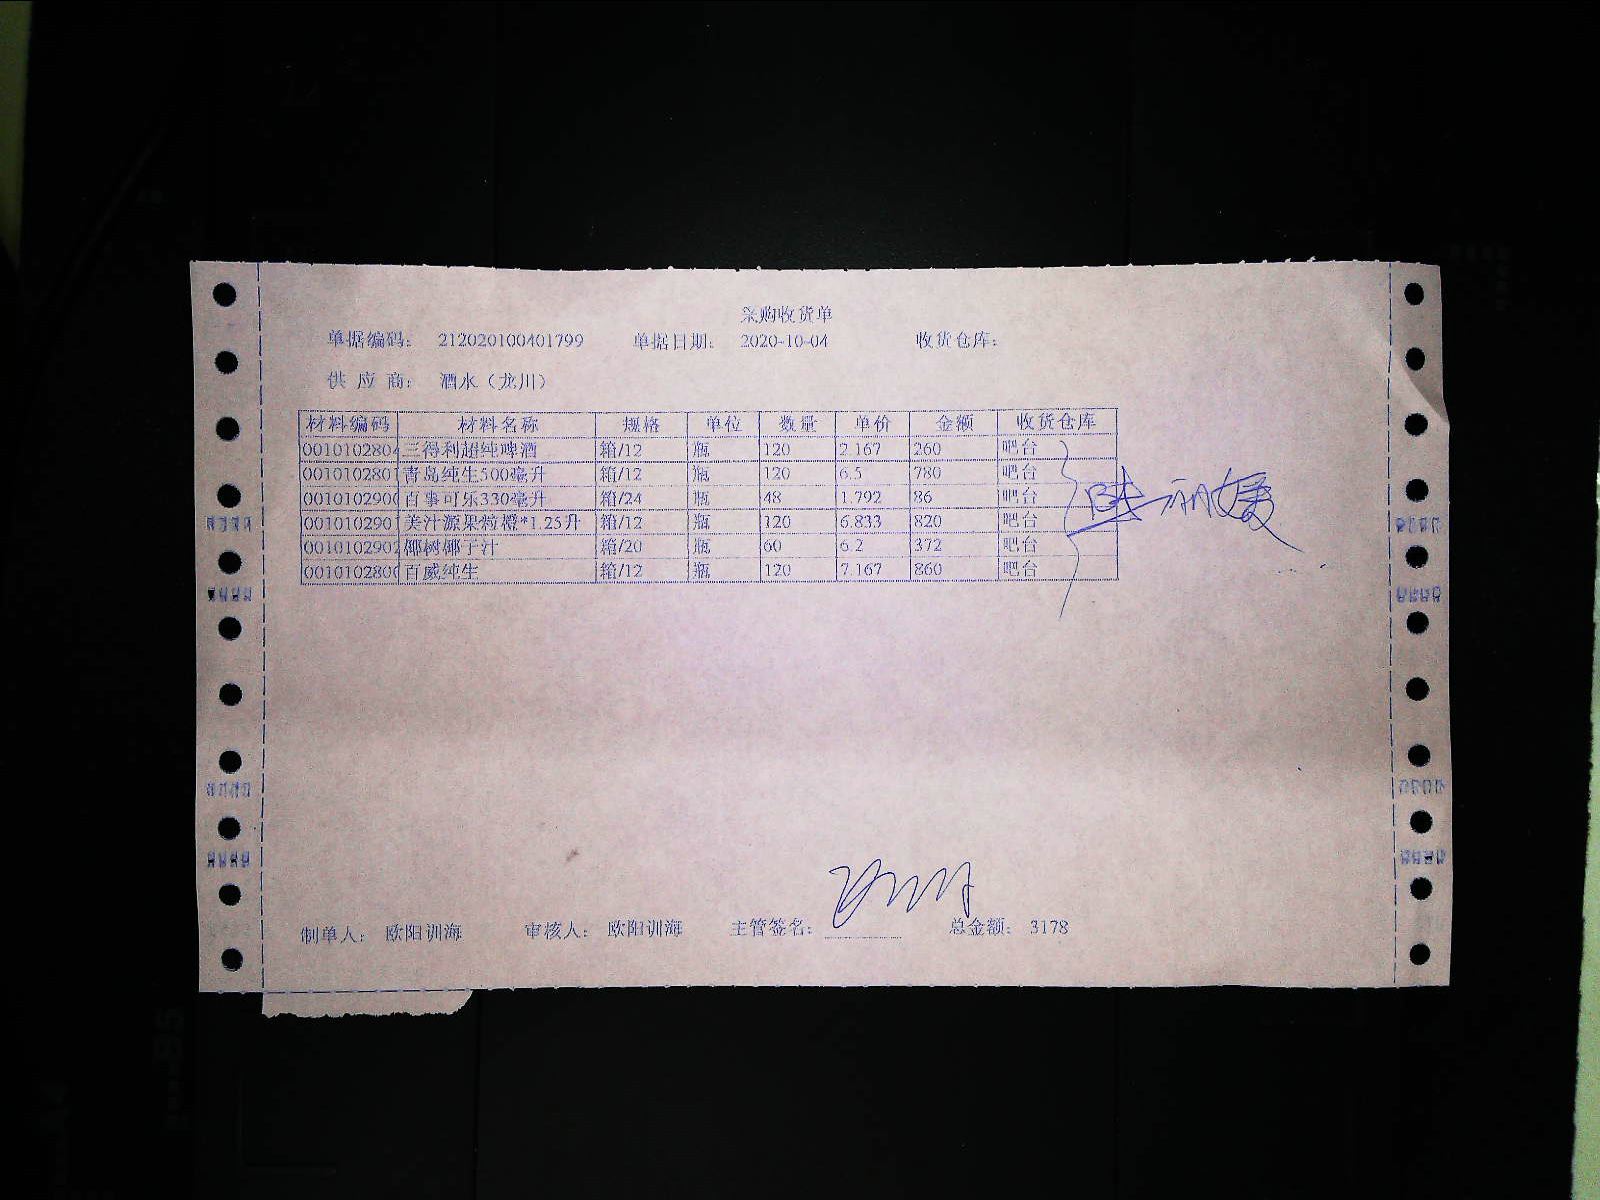 采购收货单
单据编码： 212020100401799 单据日期： 2020-10-04 收货仓库：
供 应 商： 酒水（龙川）
材料编码 材料名称 规格 单位 数量 单价 金额 收货仓库
0010102804 三得利超纯啤酒 箱/12 瓶 120 2.167 260 吧台
0010102801 青岛纯生500毫升 箱/12 瓶 120 6.5 780 吧台
0010102900 百事可乐330毫升 箱/24 瓶 48 1.792 86 吧台
0010102901 美汁源果粒橙*1.25升 箱/12 瓶 120 6.833 820 吧台
0010102902 椰树椰子汁 箱/20 瓶 60 6.2 372 吧台
0010102800 百威纯生 箱/12 瓶 120 7.167 860 吧台
制单人： 欧阳训海 审核人： 欧阳训海 主管签名： 总金额： 3178